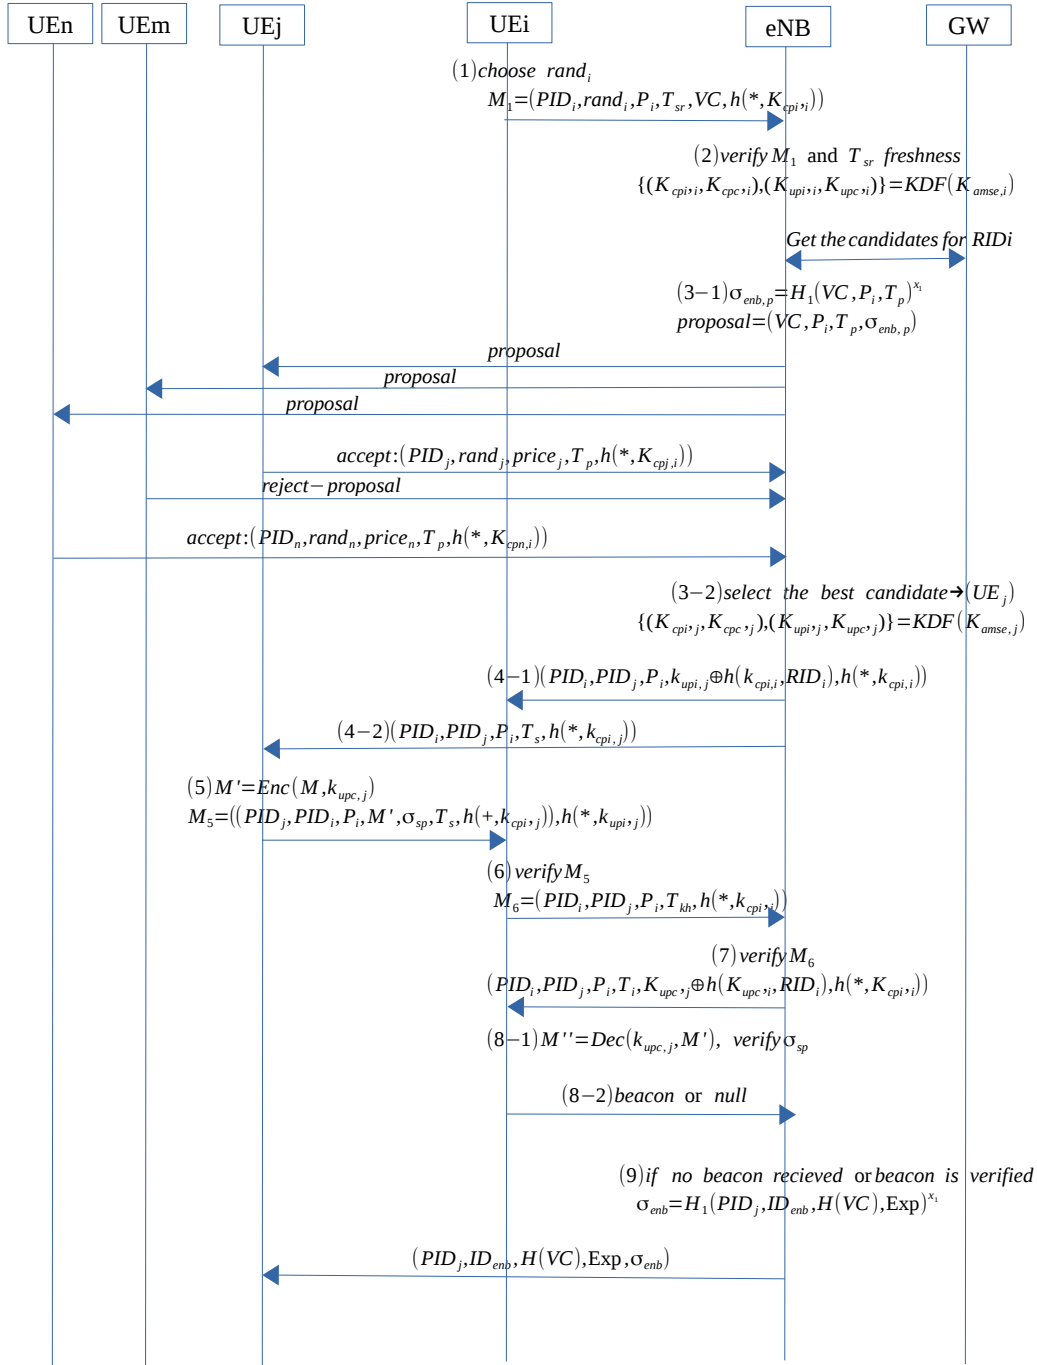 UEn UEm UEj UEi eNB GW
(1)choose rand_i
M_1=(PID_i,rand_i,P_i,T_sr,VC,h(*,K_cpi,i))
(2)verify M_1 and T_sr freshness
{(K_cpi,i,K_cpc,i),(K_upi,i,K_upc,i)}=KDF(K_amse,i)
Get the candidates for RIDi
(3−1)σ_enb,p=H_1(VC,P_i,T_p)^x_1
proposal=(VC,P_i,T_p,σ_enb,p)
proposal
proposal
proposal
accept:(PID_j,rand_j,price_j,T_p,h(*,K_cpj,i))
reject−proposal
accept:(PID_n,rand_n,price_n,T_p,h(*,K_cpn,i))
(3−2)select the best candidate→(UE_j)
{(K_cpi,j,K_cpc,j),(K_upi,j,K_upc,j)}=KDF(K_amse,j)
(4−1)(PID_i,PID_j,P_i,k_upi,j⊕h(k_cpi,i,RID_i),h(*,k_cpi,i))
(4−2)(PID_i,PID_j,P_i,T_s,h(*,k_cpi,j))
(5)M'=Enc(M,k_upc,j)
M_5=((PID_j,PID_i,P_i,M',σ_sp,T_s,h(+,k_cpi,j)),h(*,k_upi,j))
(6)verify M_5
M_6=(PID_i,PID_j,P_i,T_kh,h(*,k_cpi,i))
(7)verify M_6
(PID_i,PID_j,P_i,T_i,K_upc,j⊕h(K_upc,i,RID_i),h(*,K_cpi,i))
(8−1)M''=Dec(k_upc,j,M'), verify σ_sp
(8−2)beacon or null
(9)if no beacon recieved or beacon is verified
σ_enb=H_1(PID_j,ID_enb,H(VC),Exp)^x_1
(PID_j,ID_enb,H(VC),Exp,σ_enb)